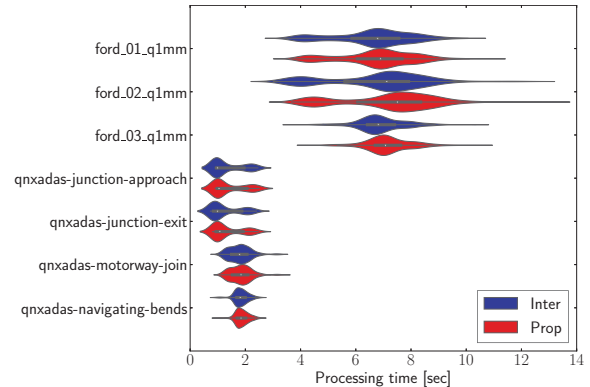 ford_01_q1mm
ford_02_q1mm
ford_03_q1mm
qnxadas-junction-approach
qnxadas-junction-exit
qnxadas-motorway-join
qnxadas-navigating-bends
Inter
Prop
0 2 4 6 8 10 12 14
Processing time [sec]